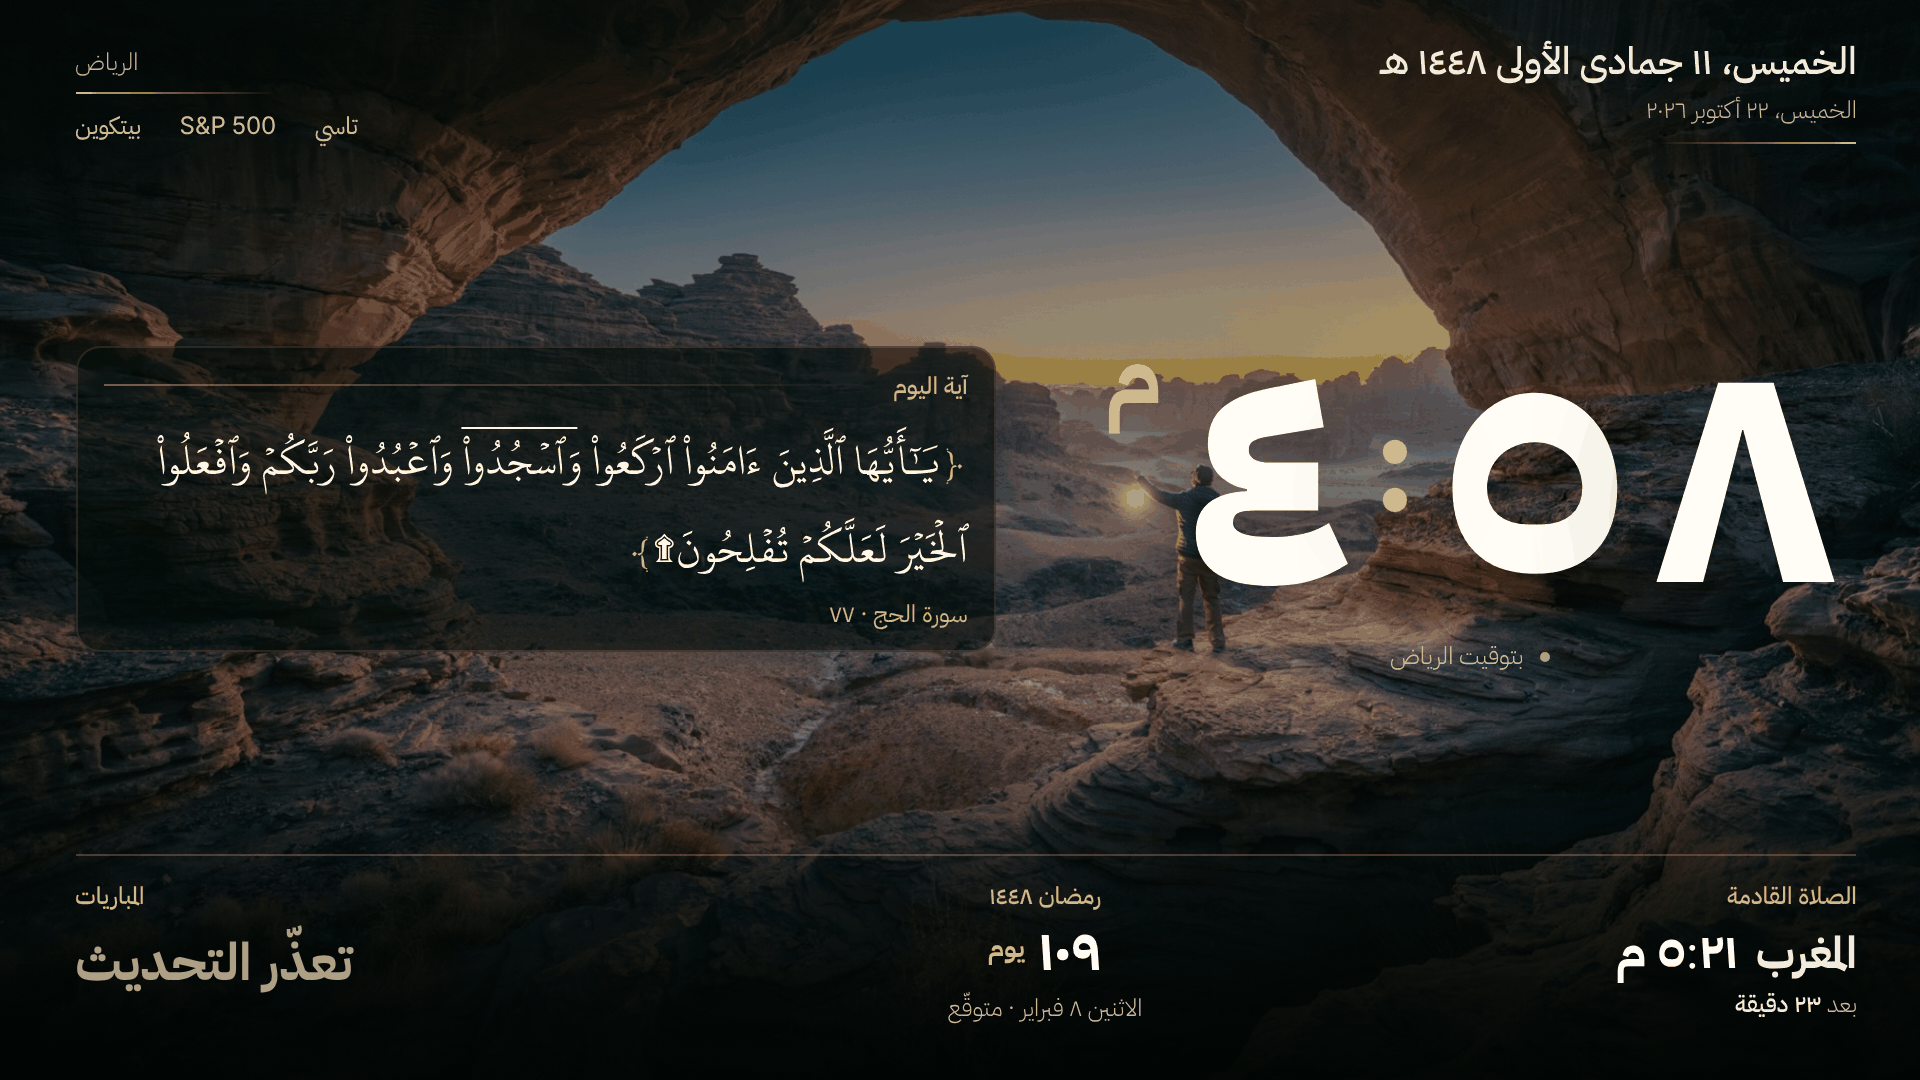 الخميس، ١١ جمادى الأولى ١٤٤٨ هـ
الخميس، ٢٢ أكتوبر ٢٠٢٦
الرياض
تاسي
S&P 500
بيتكوين
٤:٥٨ م
بتوقيت الرياض
آية اليوم
﴿يَـٰٓأَيُّهَا ٱلَّذِينَ ءَامَنُوا۟ ٱرۡكَعُوا۟ وَٱسۡجُدُوا۟ وَٱعۡبُدُوا۟ رَبَّكُمۡ وَٱفۡعَلُوا۟
ٱلۡخَيۡرَ لَعَلَّكُمۡ تُفۡلِحُونَ۩﴾
سورة الحج · ٧٧
الصلاة القادمة
المغرب ٥:٢١ م
بعد ٢٣ دقيقة
رمضان ١٤٤٨
١٠٩ يوم
الاثنين ٨ فبراير · متوقّع
المباريات
تعذّر التحديث